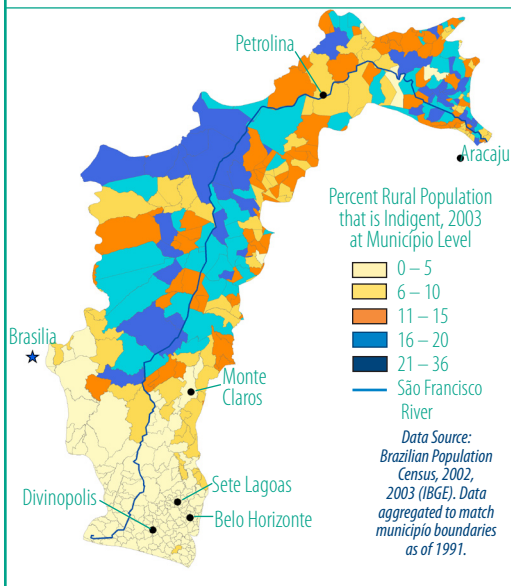 Petrolina
Aracaju
Percent Rural Population
that is Indigent, 2003
at Município Level
0 – 5
6 – 10
11 – 15
16 – 20
21 – 36
São Francisco
River
Brasilia
Monte
Claros
Data Source:
Brazilian Population
Census, 2002,
2003 (IBGE). Data
aggregated to match
município boundaries
as of 1991.
Sete Lagoas
Divinopolis
Belo Horizonte